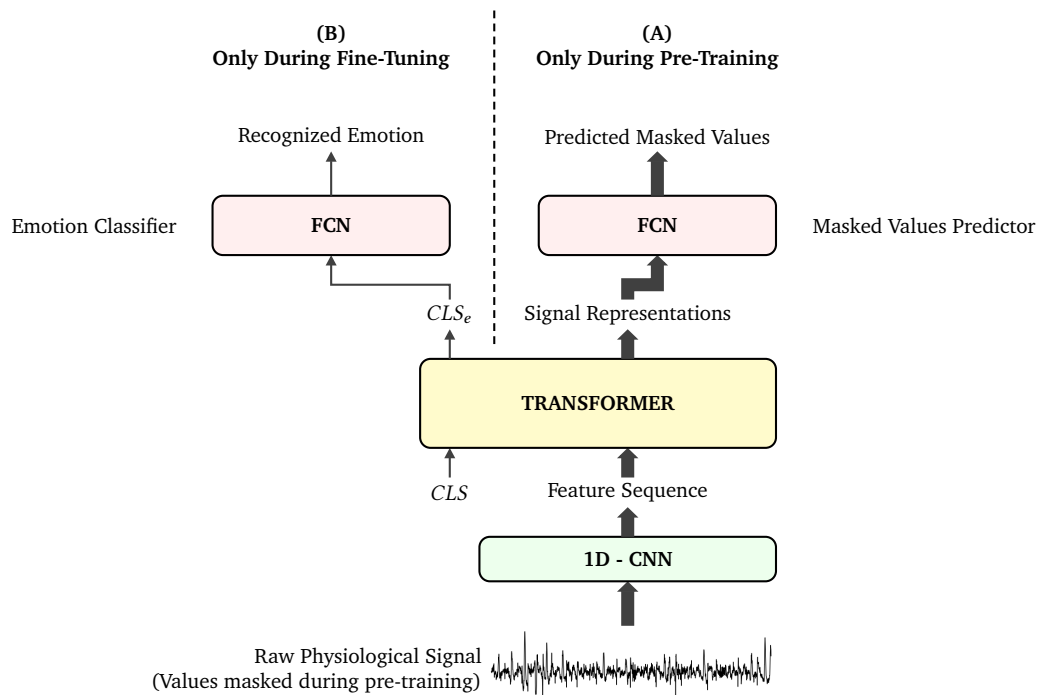 (B)
Only During Fine-Tuning
(A)
Only During Pre-Training
Recognized Emotion
Predicted Masked Values
Emotion Classifier
FCN
FCN
Masked Values Predictor
CLSₑ
Signal Representations
TRANSFORMER
CLS
Feature Sequence
1D - CNN
Raw Physiological Signal
(Values masked during pre-training)